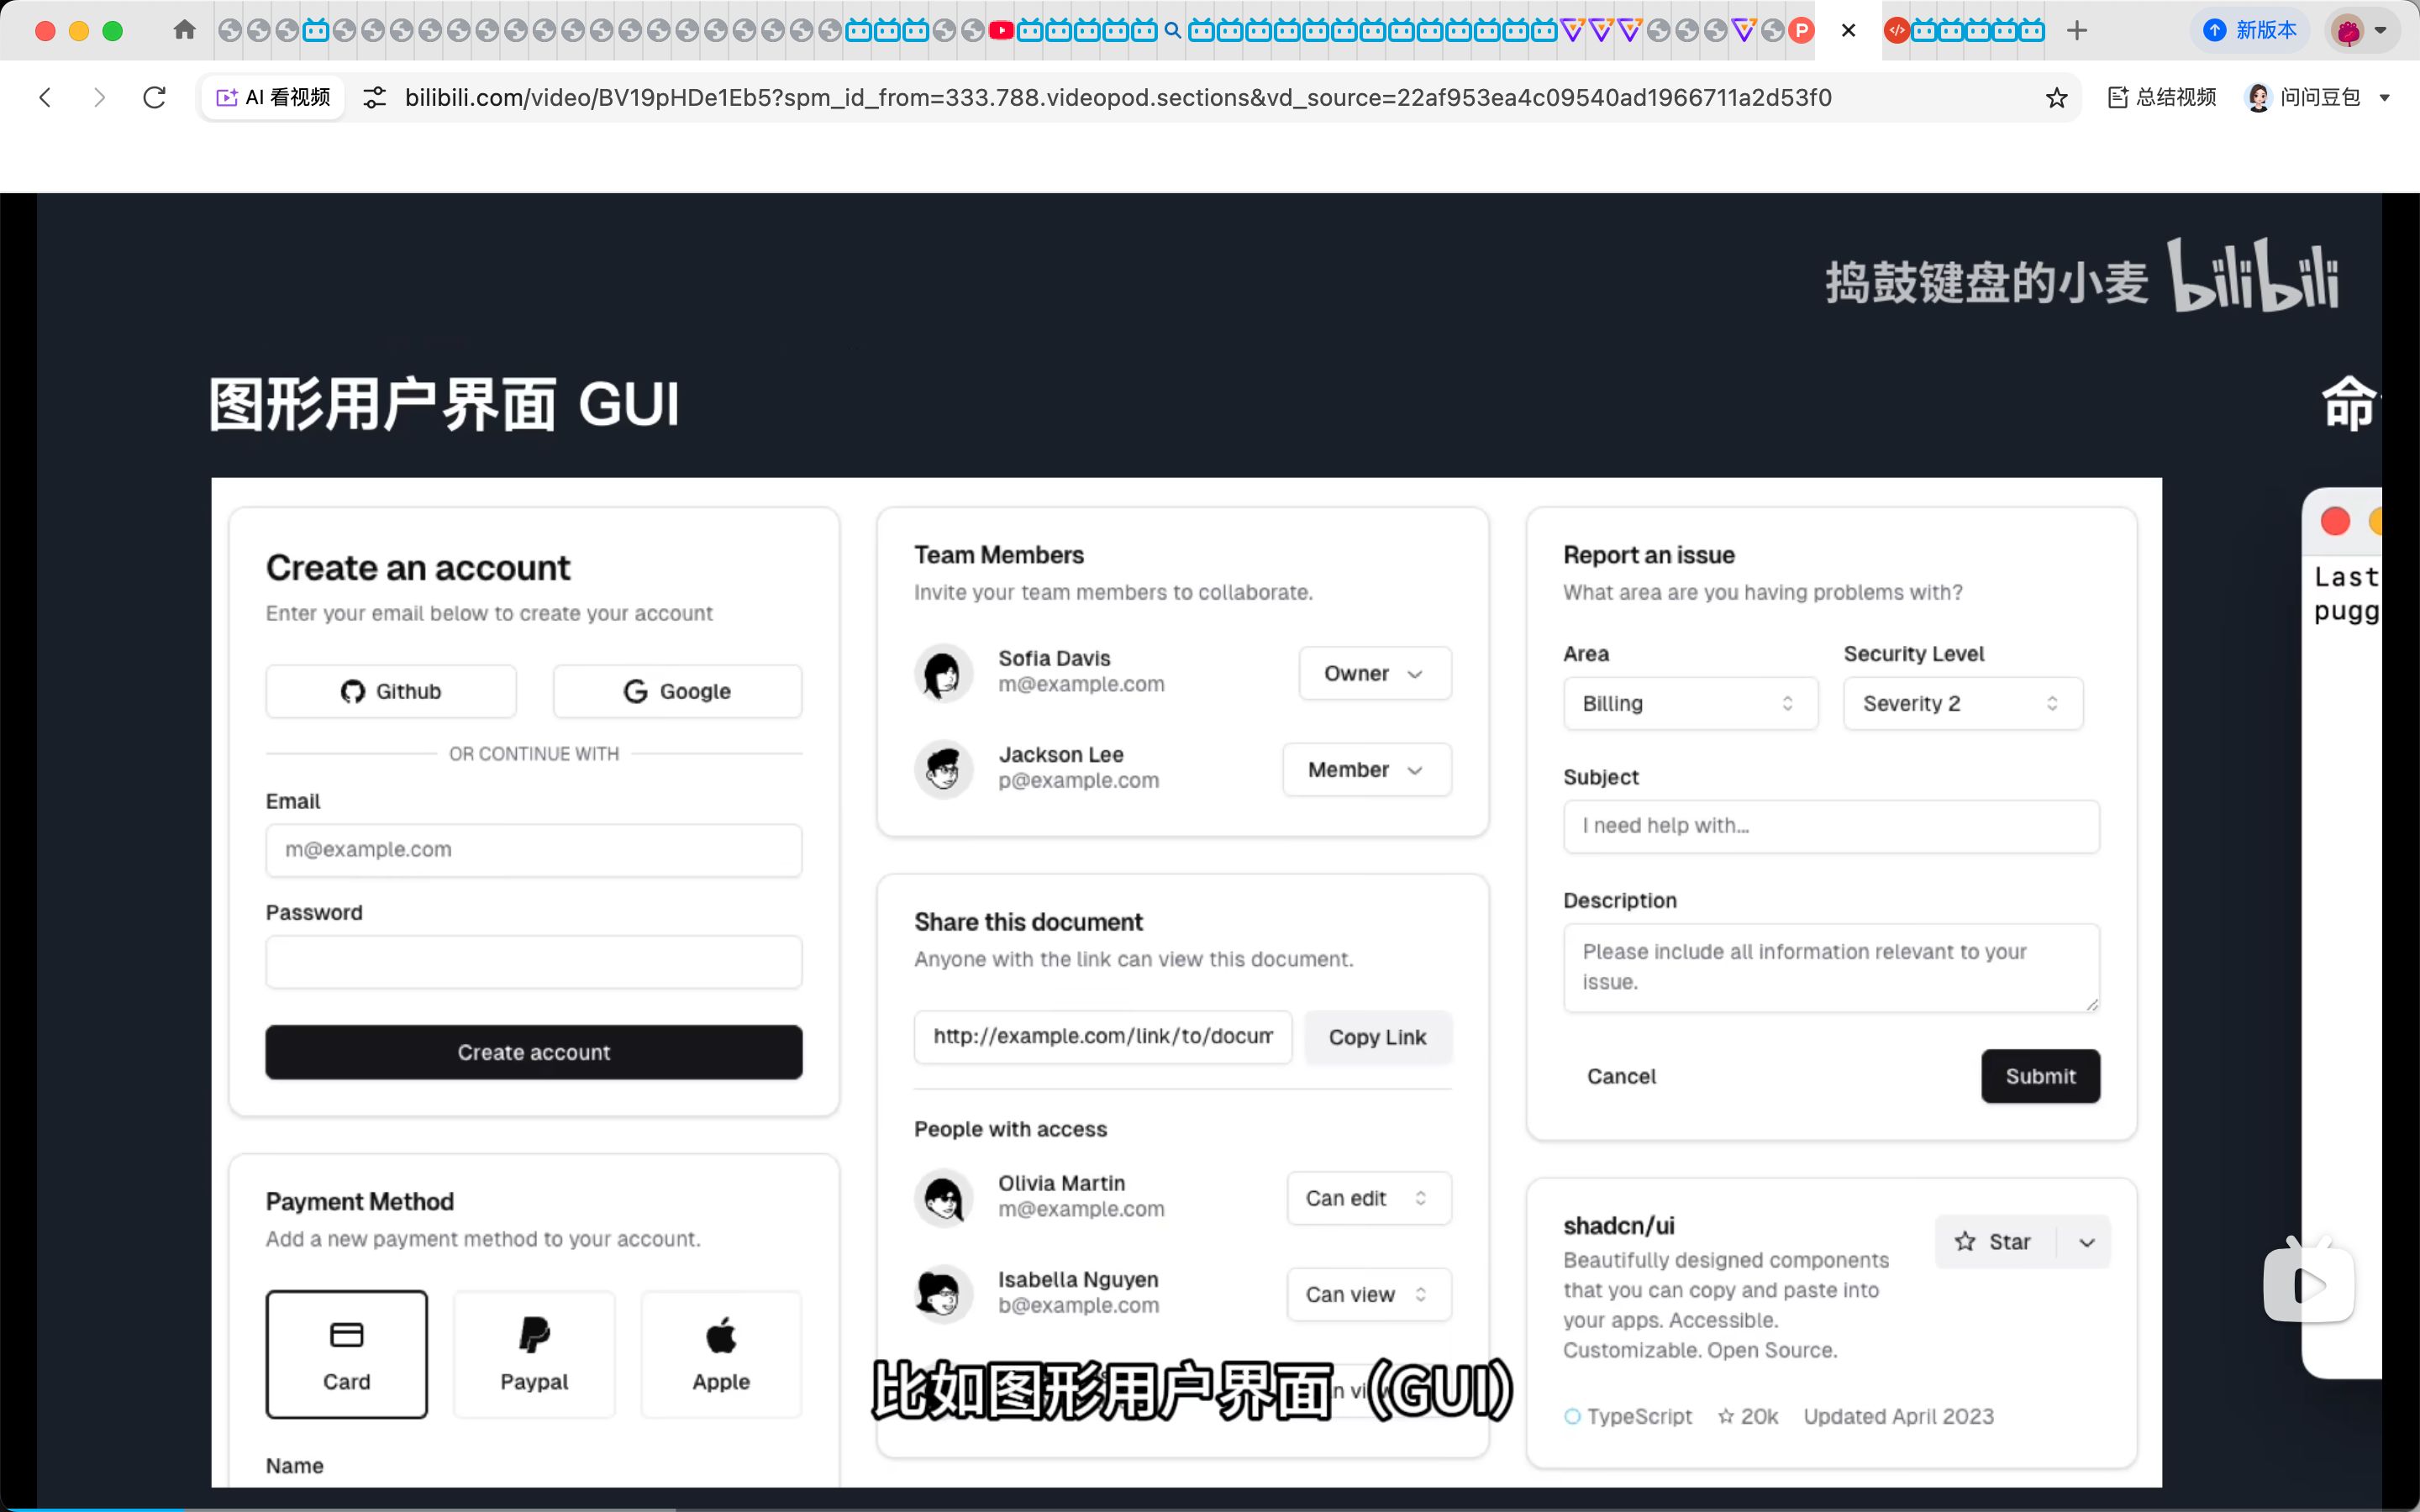 新版本
AI 看视频
bilibili.com/video/BV19pHDe1Eb5?spm_id_from=333.788.videopod.sections&vd_source=22af953ea4c09540ad1966711a2d53f0
总结视频
问问豆包
捣鼓键盘的小麦 bilibili
图形用户界面 GUI
命
Create an account
Enter your email below to create your account
Github
Google
OR CONTINUE WITH
Email
m@example.com
Password
Create account
Payment Method
Add a new payment method to your account.
Card
Paypal
Apple
Name
Team Members
Invite your team members to collaborate.
Sofia Davis
m@example.com
Owner
Jackson Lee
p@example.com
Member
Share this document
Anyone with the link can view this document.
http://example.com/link/to/docum
Copy Link
People with access
Olivia Martin
m@example.com
Can edit
Isabella Nguyen
b@example.com
Can view
比如图形用户界面（GUI）
Report an issue
What area are you having problems with?
Area
Security Level
Billing
Severity 2
Subject
I need help with...
Description
Please include all information relevant to your
issue.
Cancel
Submit
shadcn/ui
Star
Beautifully designed components
that you can copy and paste into
your apps. Accessible.
Customizable. Open Source.
TypeScript
20k
Updated April 2023
Last
pugg